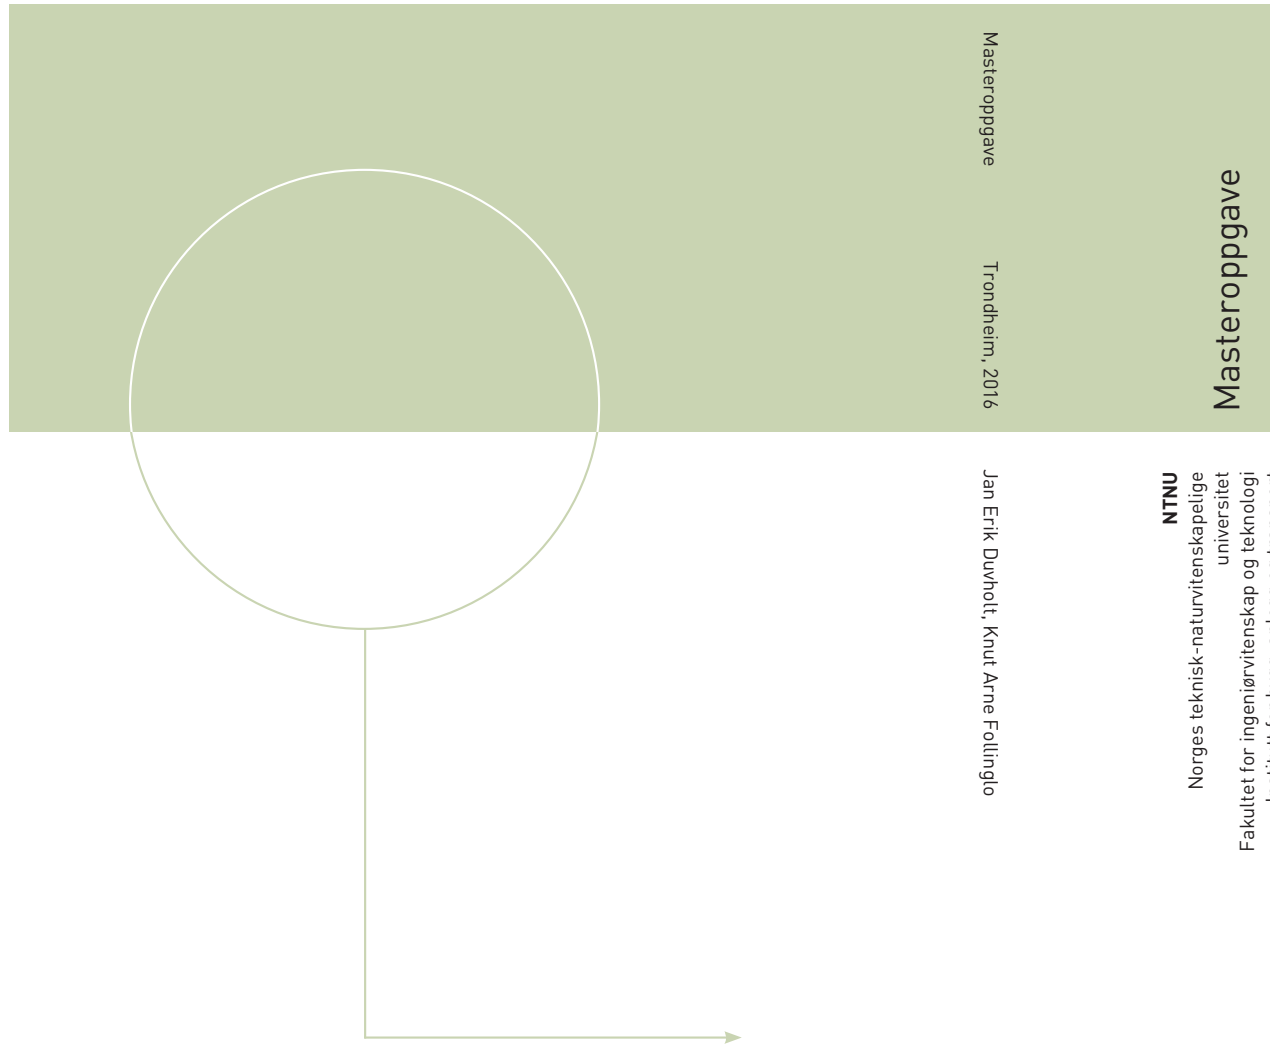 Masteroppgave
Trondheim, 2016
Jan Erik Duvholt, Knut Arne Follinglo
Masteroppgave
NTNU
Norges teknisk-naturvitenskapelige
universitet
Fakultet for ingeniørvitenskap og teknologi